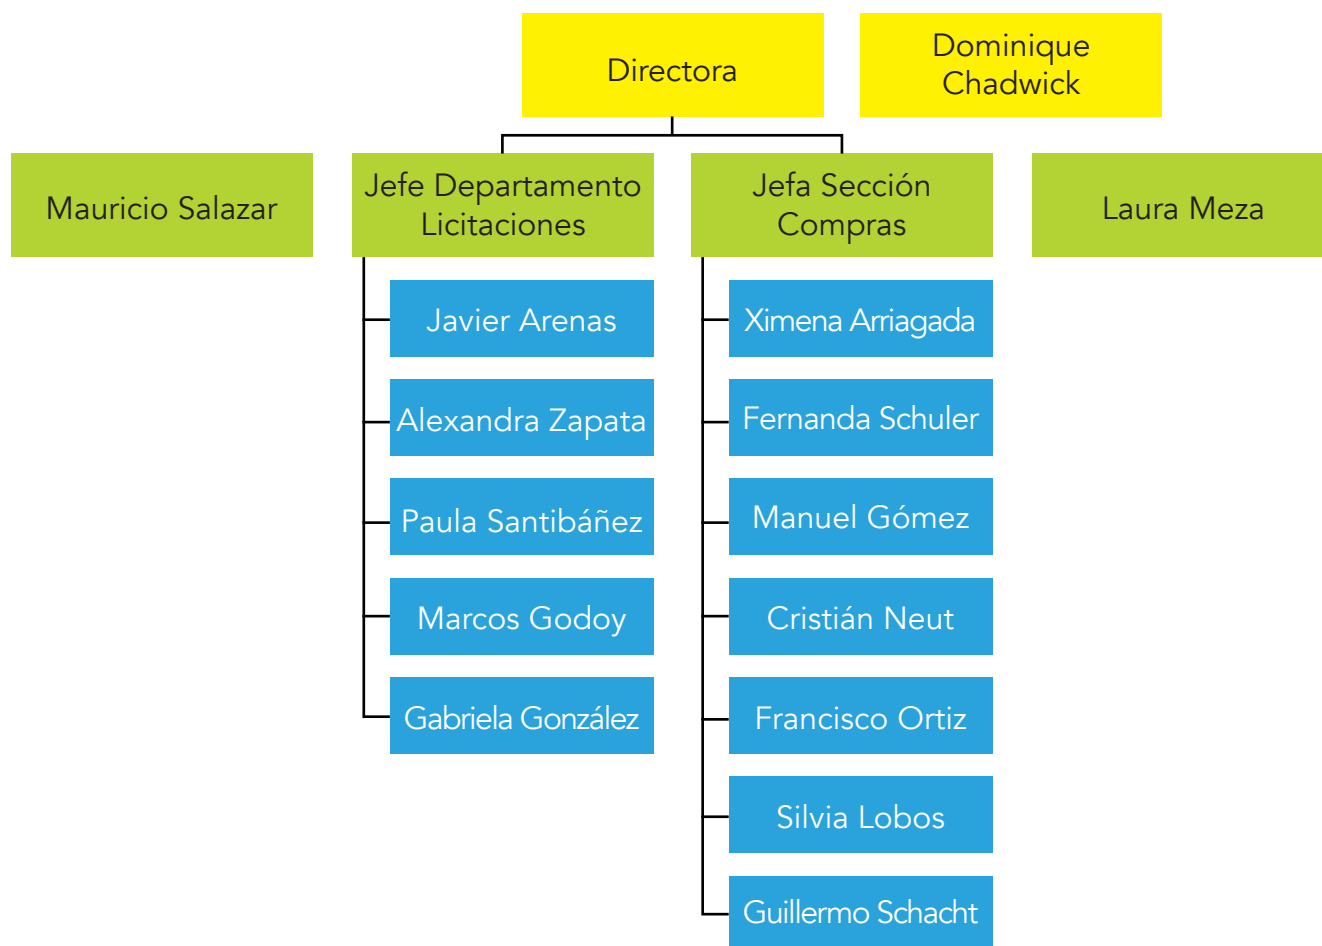 Directora
Dominique
Chadwick
Mauricio Salazar
Jefe Departamento
Licitaciones
Jefa Sección
Compras
Laura Meza
Javier Arenas
Alexandra Zapata
Paula Santibáñez
Marcos Godoy
Gabriela González
Ximena Arriagada
Fernanda Schuler
Manuel Gómez
Cristián Neut
Francisco Ortiz
Silvia Lobos
Guillermo Schacht